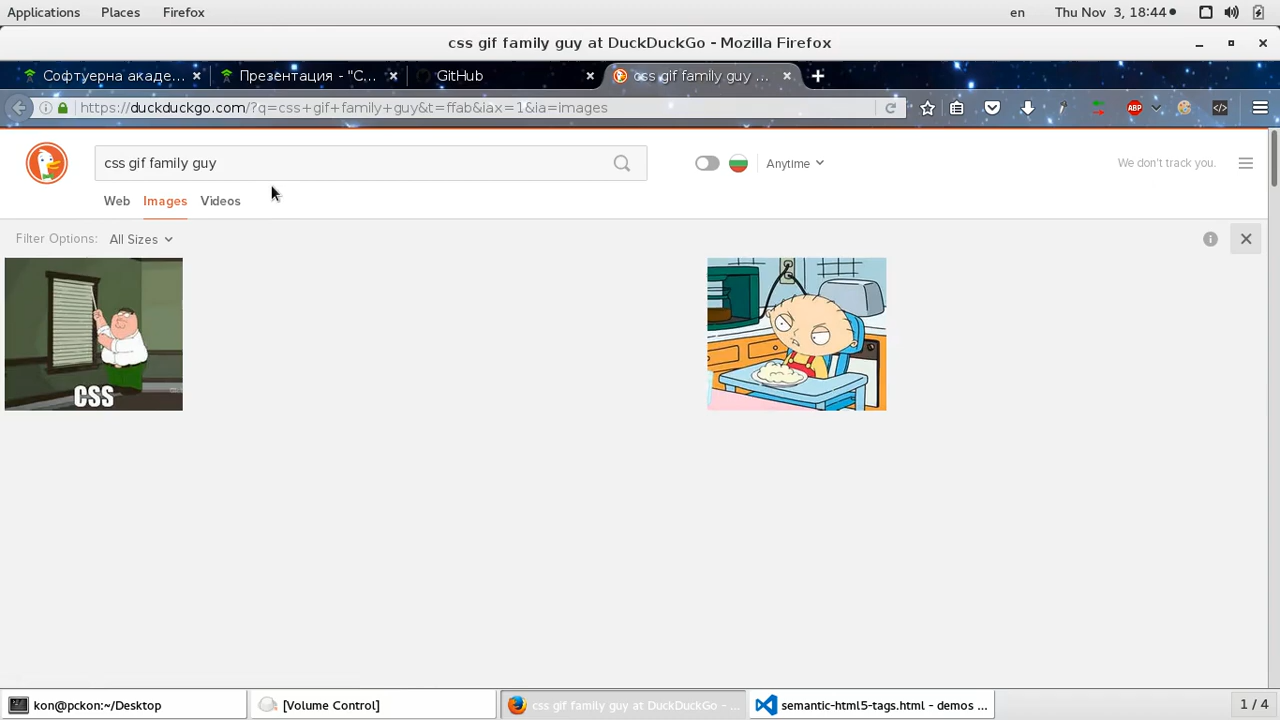 Applications Places Firefox en Thu Nov 3, 18:44
css gif family guy at DuckDuckGo - Mozilla Firefox
Софтуерна акаде... Презентация - "С... GitHub css gif family guy ...
https://duckduckgo.com/?q=css+gif+family+guy&t=ffab&iax=1&ia=images ABP
css gif family guy Anytime We don't track you.
Web Images Videos
Filter Options: All Sizes
CSS
kon@pckon:~/Desktop [Volume Control] css gif family guy at DuckDuckGo - ... semantic-html5-tags.html - demos ... 1 / 4